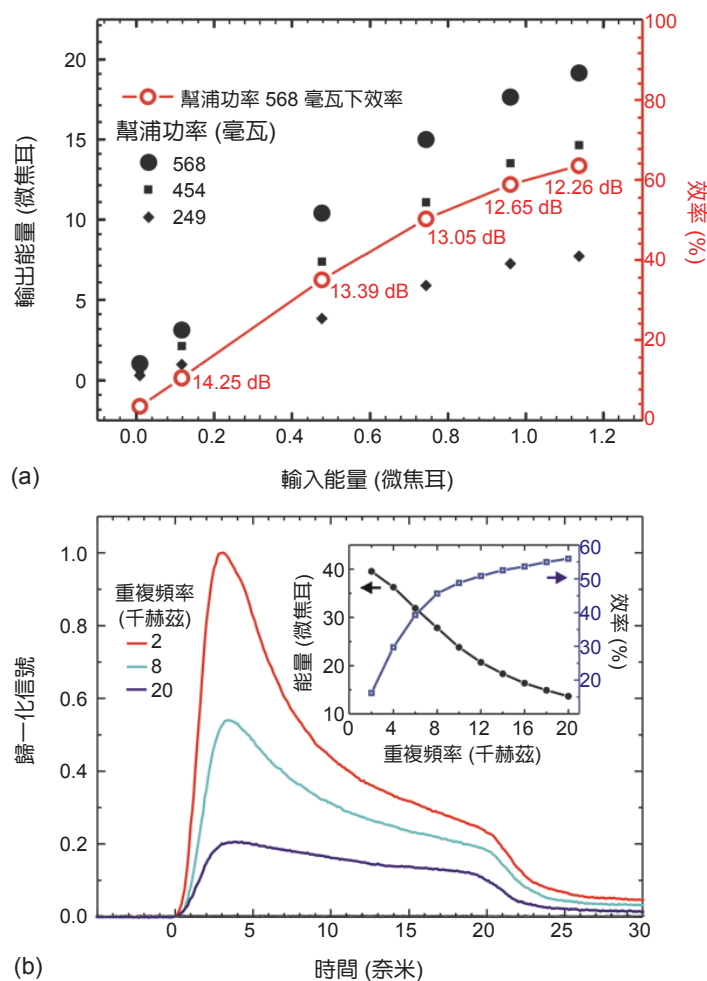 20
15
10
5
0
輸出能量 (微焦耳)
幫浦功率 568 毫瓦下效率
幫浦功率 (毫瓦)
568
454
249
14.25 dB
13.39 dB
13.05 dB
12.65 dB
12.26 dB
100
80
60
40
20
0
效率 (%)
0.0 0.2 0.4 0.6 0.8 1.0 1.2
輸入能量 (微焦耳)
(a)
1.0
0.8
0.6
0.4
0.2
0.0
歸一化信號
重複頻率
(千赫茲)
2
8
20
40
30
20
10
能量 (微焦耳)
60
50
40
30
20
10
效率 (%)
0 4 8 12 16 20
重複頻率 (千赫茲)
0 5 10 15 20 25 30
時間 (奈米)
(b)